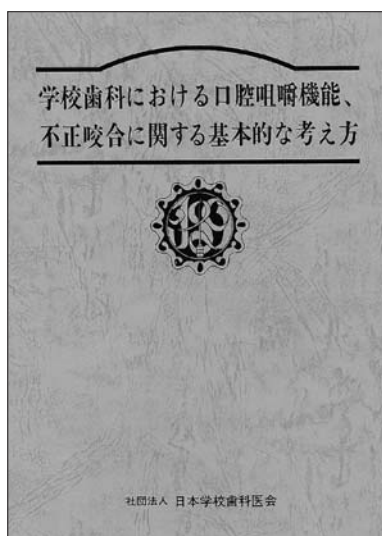 学校歯科における口腔咀嚼機能、
不正咬合に関する基本的な考え方
社団法人 日本学校歯科医会